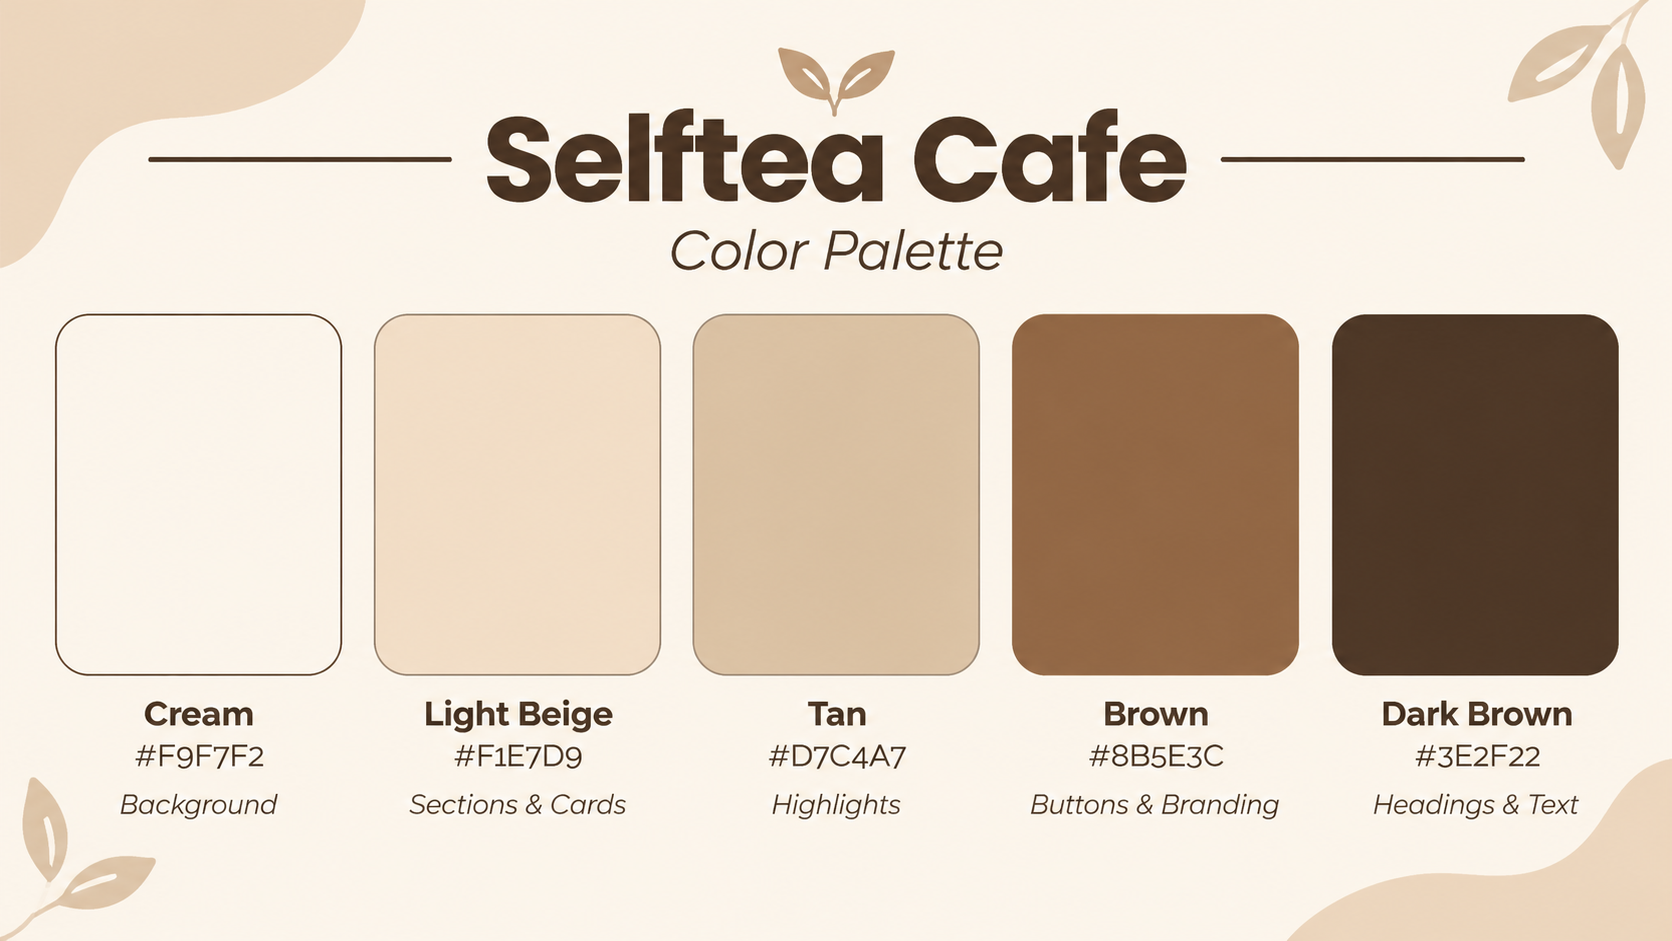 Selftea Cafe
Color Palette
Cream
#F9F7F2
Background
Light Beige
#F1E7D9
Sections & Cards
Tan
#D7C4A7
Highlights
Brown
#8B5E3C
Buttons & Branding
Dark Brown
#3E2F22
Headings & Text